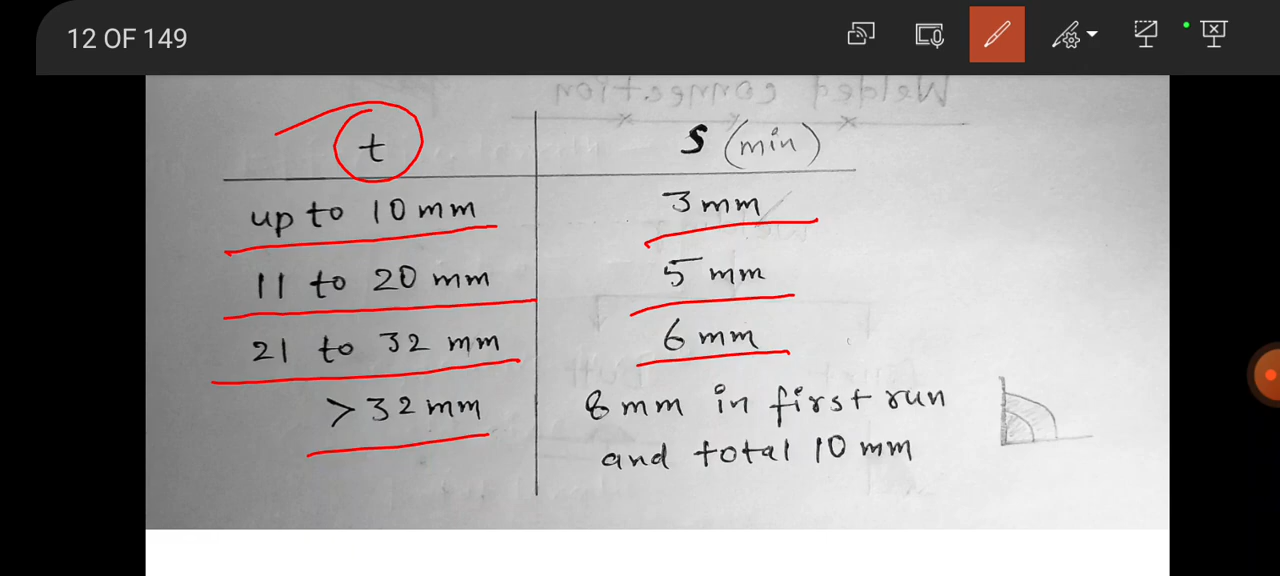 12 OF 149
Welded connection
t S (min)
up to 10 mm 3 mm
11 to 20 mm 5 mm
21 to 32 mm 6 mm
>32 mm 8 mm in first run
and total 10 mm